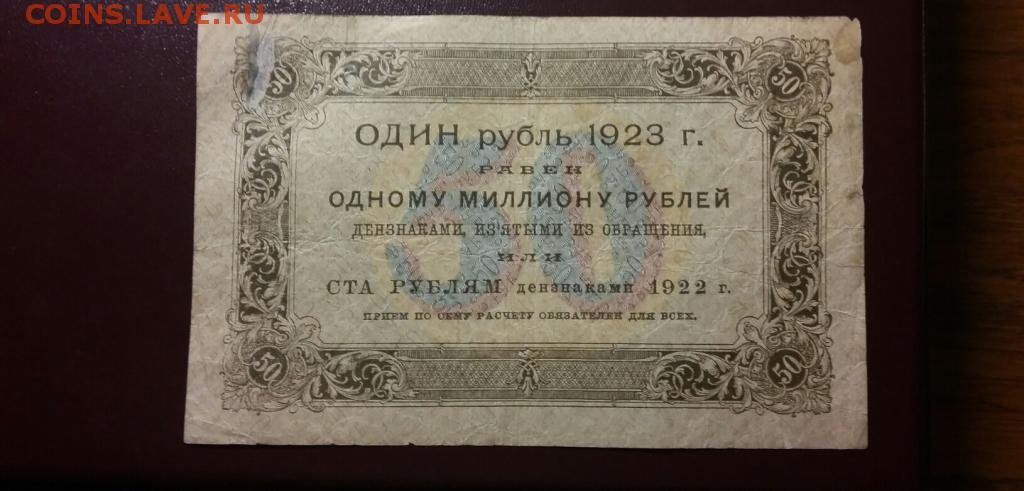 COINS.LAVE.RU
50 50
ОДИН рубль 1923 г.
РАВЕН
ОДНОМУ МИЛЛИОНУ РУБЛЕЙ
ДЕНЗНАКАМИ, ИЗ'ЯТЫМИ ИЗ ОБРАЩЕНИЯ,
ИЛИ
СТА РУБЛЯМ дензнаками 1922 г.
ПРИЕМ ПО СЕМУ РАСЧЕТУ ОБЯЗАТЕЛЕН ДЛЯ ВСЕХ.
50
50 50